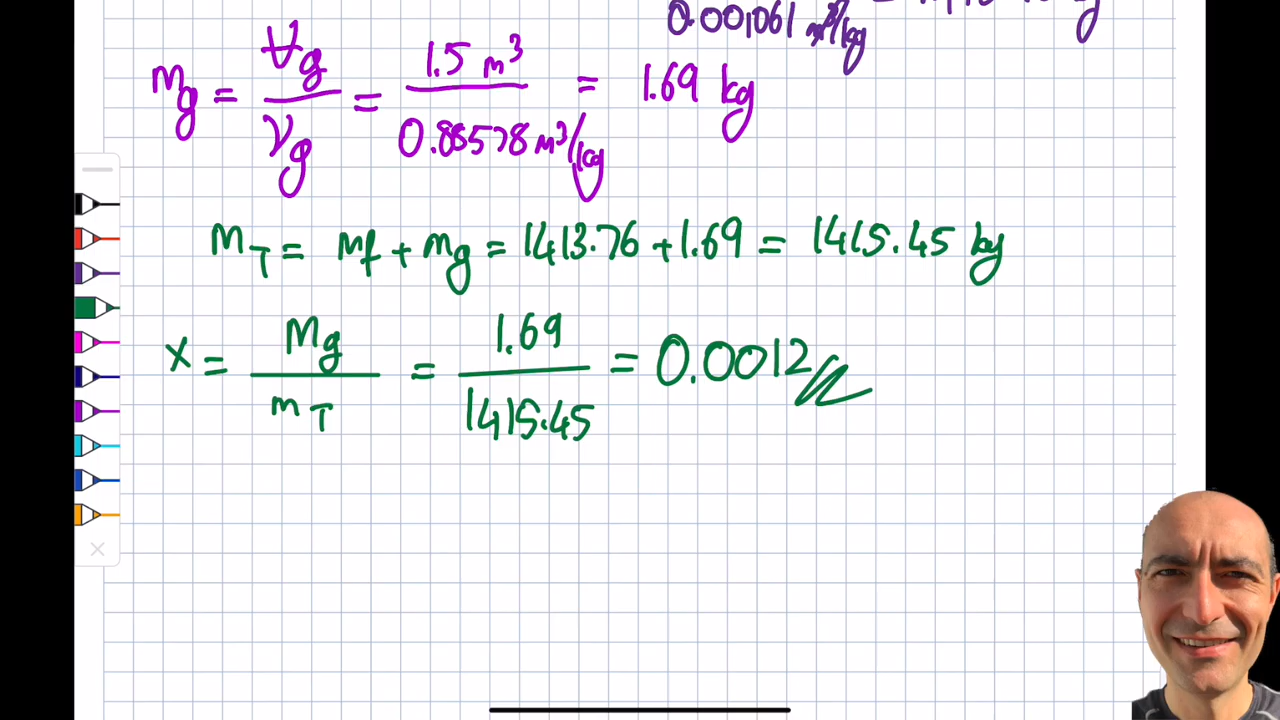 0.001061 m³/kg
mg = Vg / νg = 1.5 m³ / 0.88578 m³/kg = 1.69 kg
mT = mf + mg = 1413.76 + 1.69 = 1415.45 kg
x = mg / mT = 1.69 / 1415.45 = 0.0012